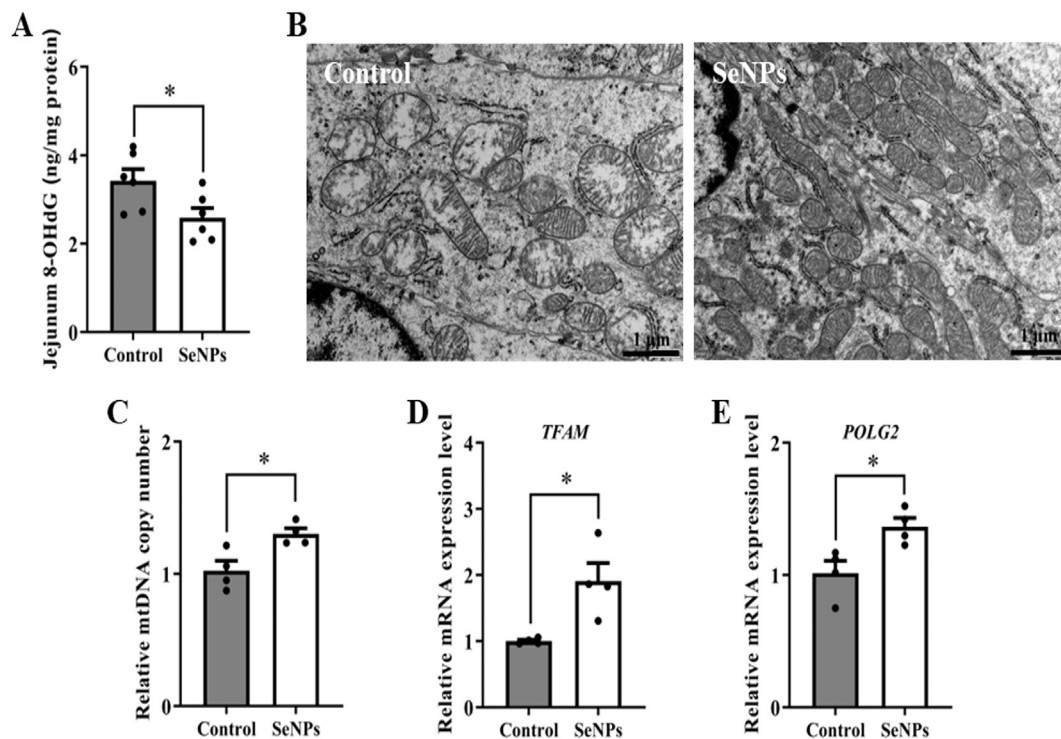 A
B
Jejunum 8-OHdG (ng/mg protein)
6
4
2
0
*
Control
SeNPs
Control
1 μm
SeNPs
1 μm
C
D
E
Relative mtDNA copy number
2
1
0
*
Control
SeNPs
TFAM
Relative mRNA expression level
4
3
2
1
0
*
Control
SeNPs
POLG2
Relative mRNA expression level
2
1
0
*
Control
SeNPs